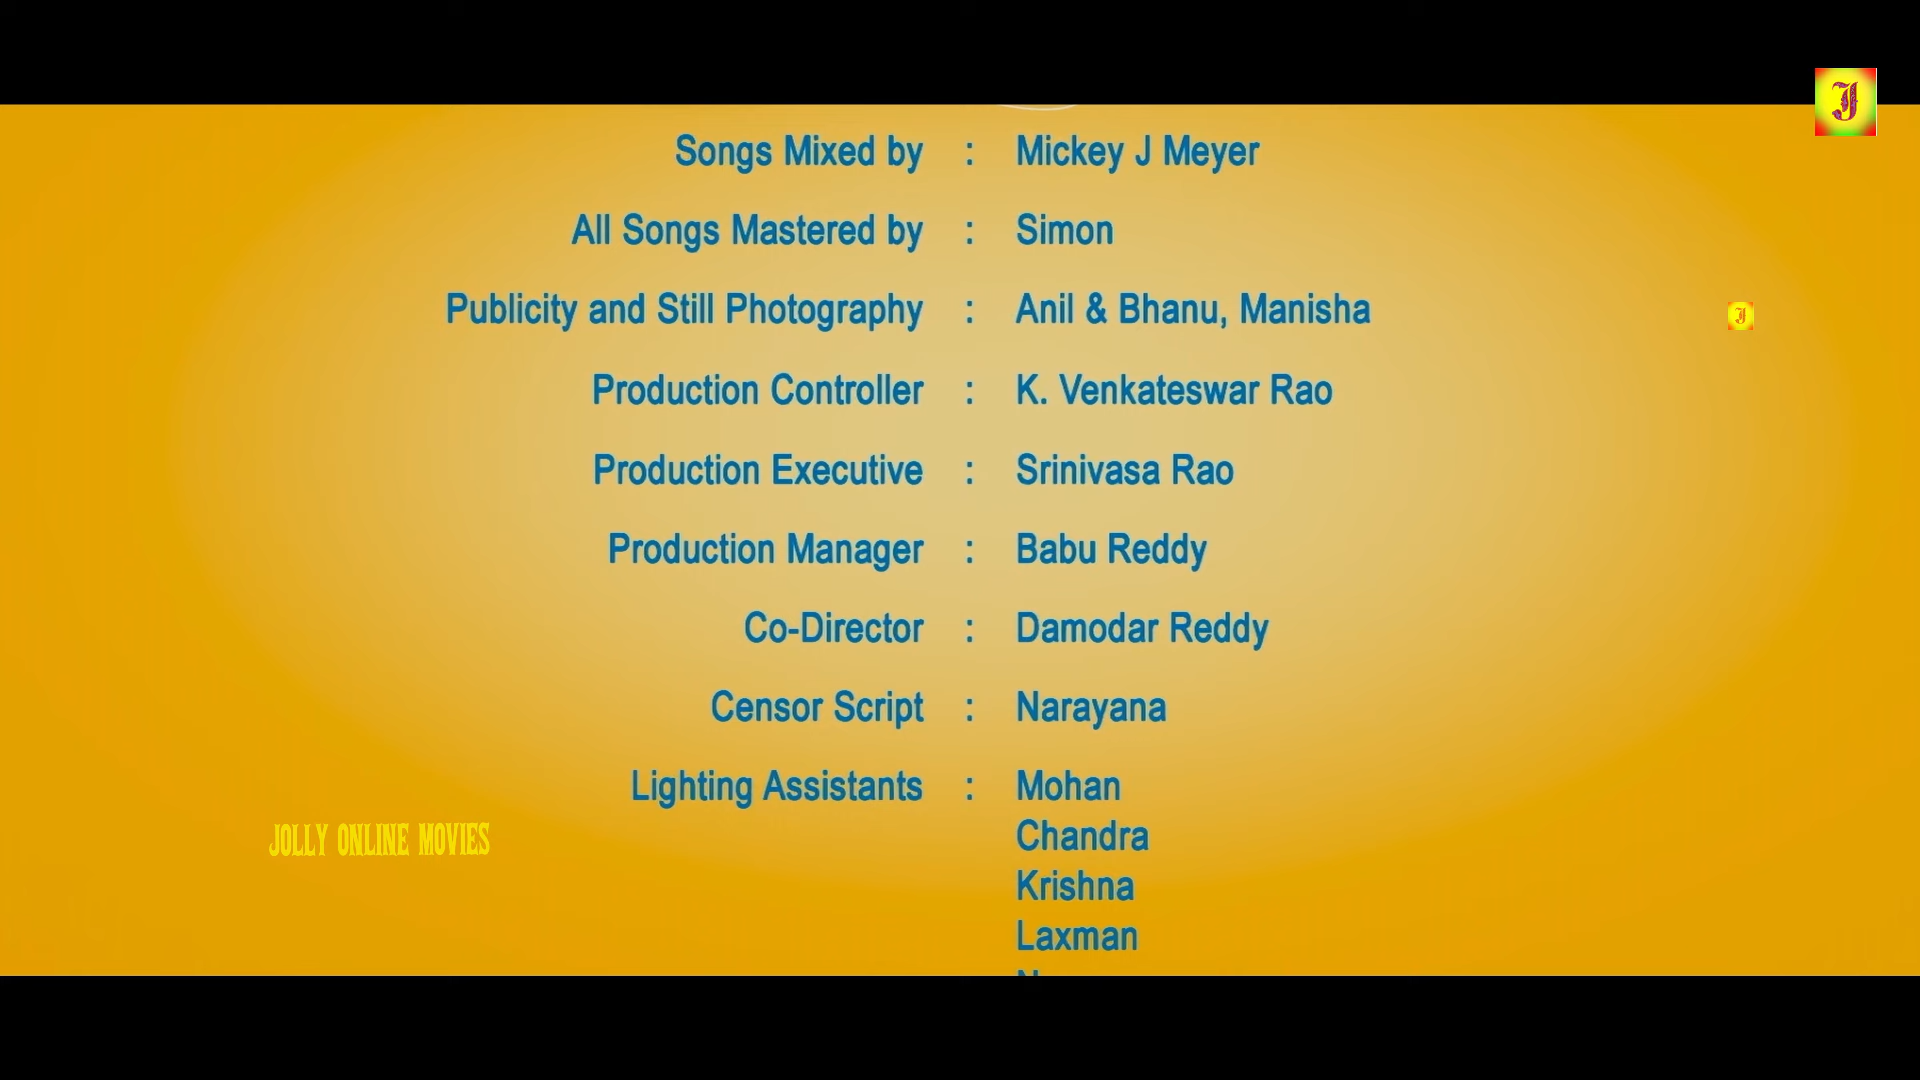 J
Songs Mixed by : Mickey J Meyer
All Songs Mastered by : Simon
Publicity and Still Photography : Anil & Bhanu, Manisha
J
Production Controller : K. Venkateswar Rao
Production Executive : Srinivasa Rao
Production Manager : Babu Reddy
Co-Director : Damodar Reddy
Censor Script : Narayana
Lighting Assistants : Mohan
Chandra
JOLLY ONLINE MOVIES
Krishna
Laxman